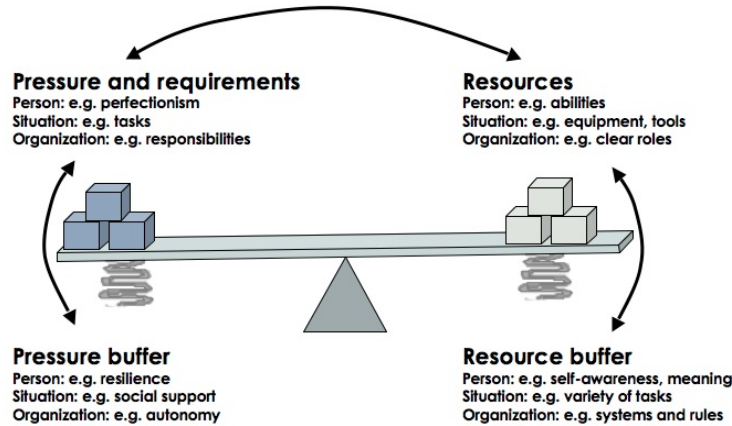 Pressure and requirements
Person: e.g. perfectionism
Situation: e.g. tasks
Organization: e.g. responsibilities
Resources
Person: e.g. abilities
Situation: e.g. equipment, tools
Organization: e.g. clear roles
Pressure buffer
Person: e.g. resilience
Situation: e.g. social support
Organization: e.g. autonomy
Resource buffer
Person: e.g. self-awareness, meaning
Situation: e.g. variety of tasks
Organization: e.g. systems and rules